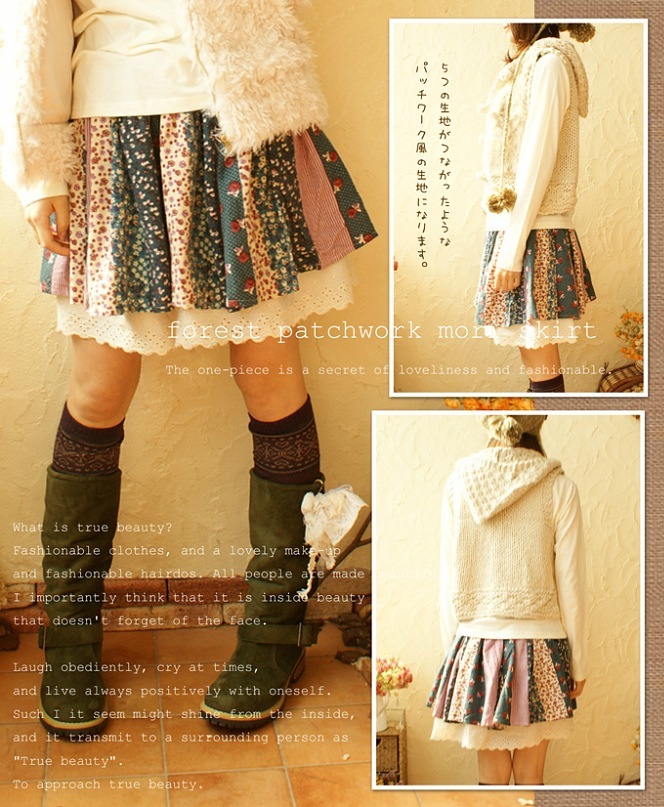 5つの生地がつながったような
パッチワーク風の生地になります。
forest patchwork mori skirt
The one-piece is a secret of loveliness and fashionable.
What is true beauty?
Fashionable clothes, and a lovely make-up
and fashionable hairdos. All people are made
I importantly think that it is inside beauty
that doesn't forget of the face.
Laugh obediently, cry at times,
and live always positively with oneself.
Such I it seem might shine from the inside,
and it transmit to a surrounding person as
"True beauty".
To approach true beauty.